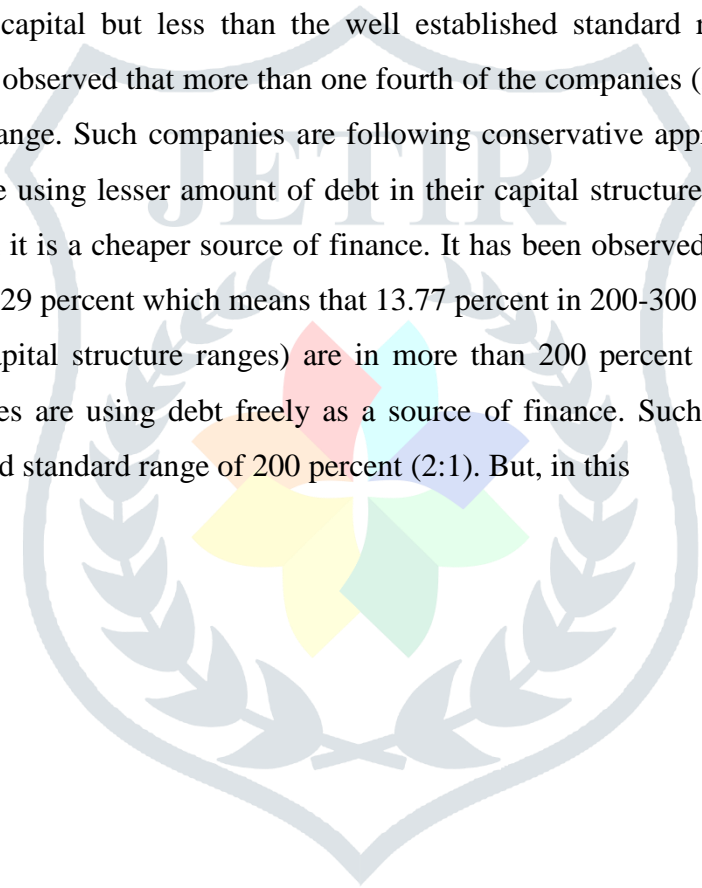 capital but less than the well established standard
observed that more than one fourth of the companies (
ange. Such companies are following conservative app
e using lesser amount of debt in their capital structure
, it is a cheaper source of finance. It has been observed
29 percent which means that 13.77 percent in 200-300
apital structure ranges) are in more than 200 percent
es are using debt freely as a source of finance. Such
d standard range of 200 percent (2:1). But, in this
JETIR